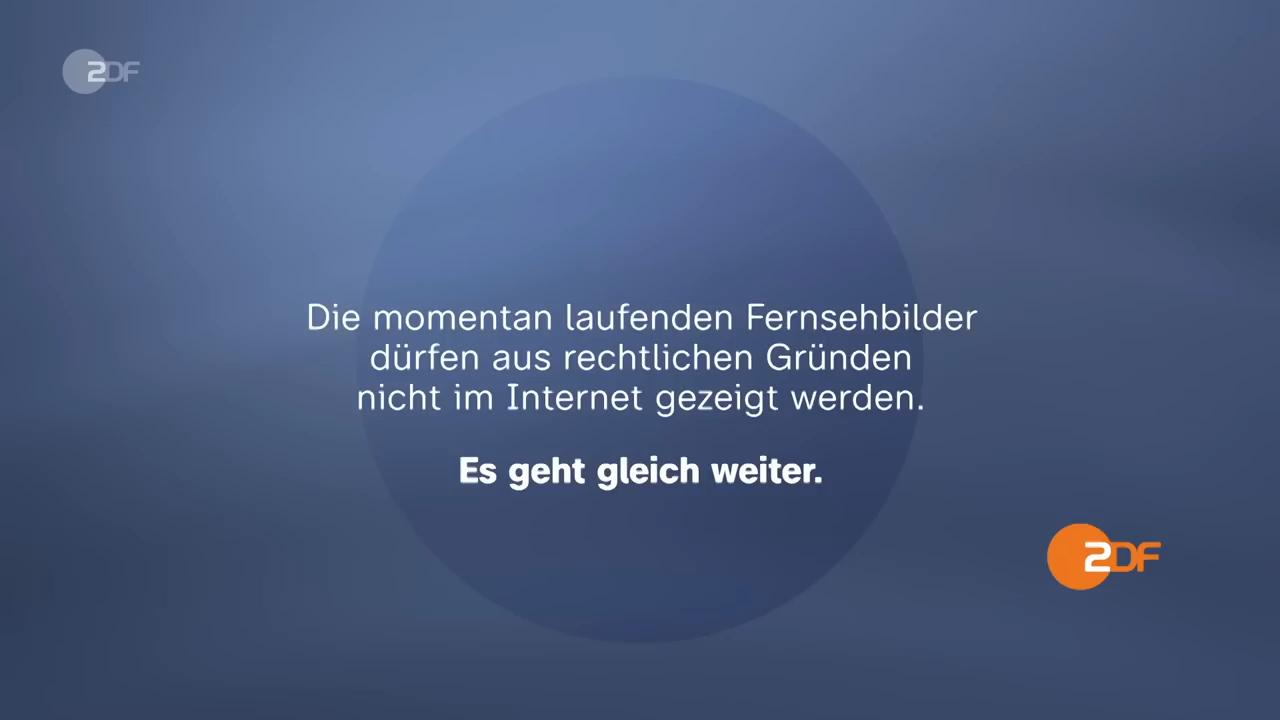 ZDF
Die momentan laufenden Fernsehbilder
dürfen aus rechtlichen Gründen
nicht im Internet gezeigt werden.
Es geht gleich weiter.
ZDF